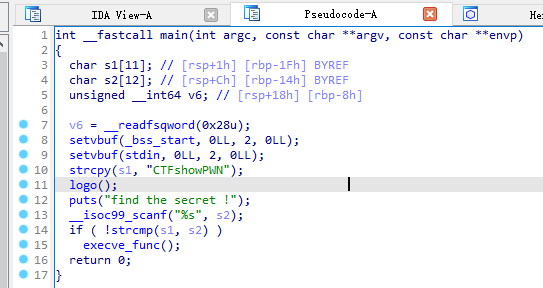 IDA View-A
Pseudocode-A
1 int __fastcall main(int argc, const char **argv, const char **envp)
2 {
3 char s1[11]; // [rsp+1h] [rbp-1Fh] BYREF
4 char s2[12]; // [rsp+Ch] [rbp-14h] BYREF
5 unsigned __int64 v6; // [rsp+18h] [rbp-8h]
6
7 v6 = __readfsqword(0x28u);
8 setvbuf(_bss_start, 0LL, 2, 0LL);
9 setvbuf(stdin, 0LL, 2, 0LL);
10 strcpy(s1, "CTFshowPWN");
11 logo();
12 puts("find the secret !");
13 __isoc99_scanf("%s", s2);
14 if ( !strcmp(s1, s2) )
15 execve_func();
16 return 0;
17 }